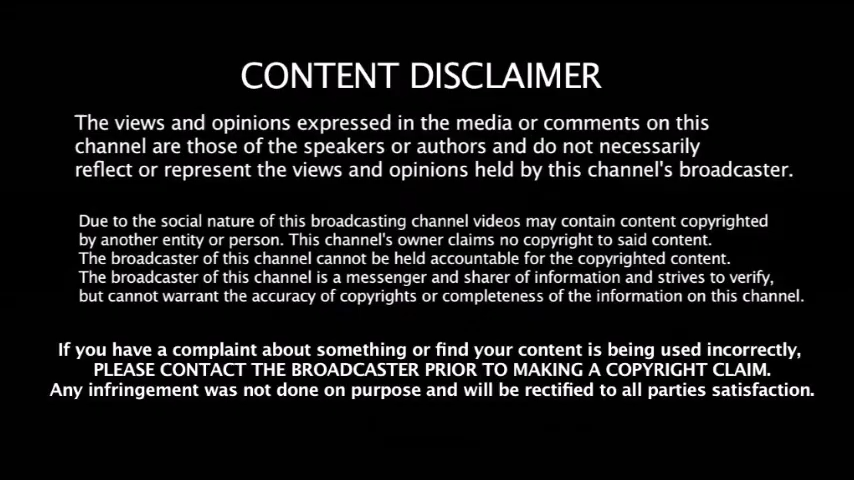 CONTENT DISCLAIMER
The views and opinions expressed in the media or comments on this
channel are those of the speakers or authors and do not necessarily
reflect or represent the views and opinions held by this channel's broadcaster.
Due to the social nature of this broadcasting channel videos may contain content copyrighted
by another entity or person. This channel's owner claims no copyright to said content.
The broadcaster of this channel cannot be held accountable for the copyrighted content.
The broadcaster of this channel is a messenger and sharer of information and strives to verify,
but cannot warrant the accuracy of copyrights or completeness of the information on this channel.
If you have a complaint about something or find your content is being used incorrectly,
PLEASE CONTACT THE BROADCASTER PRIOR TO MAKING A COPYRIGHT CLAIM.
Any infringement was not done on purpose and will be rectified to all parties satisfaction.